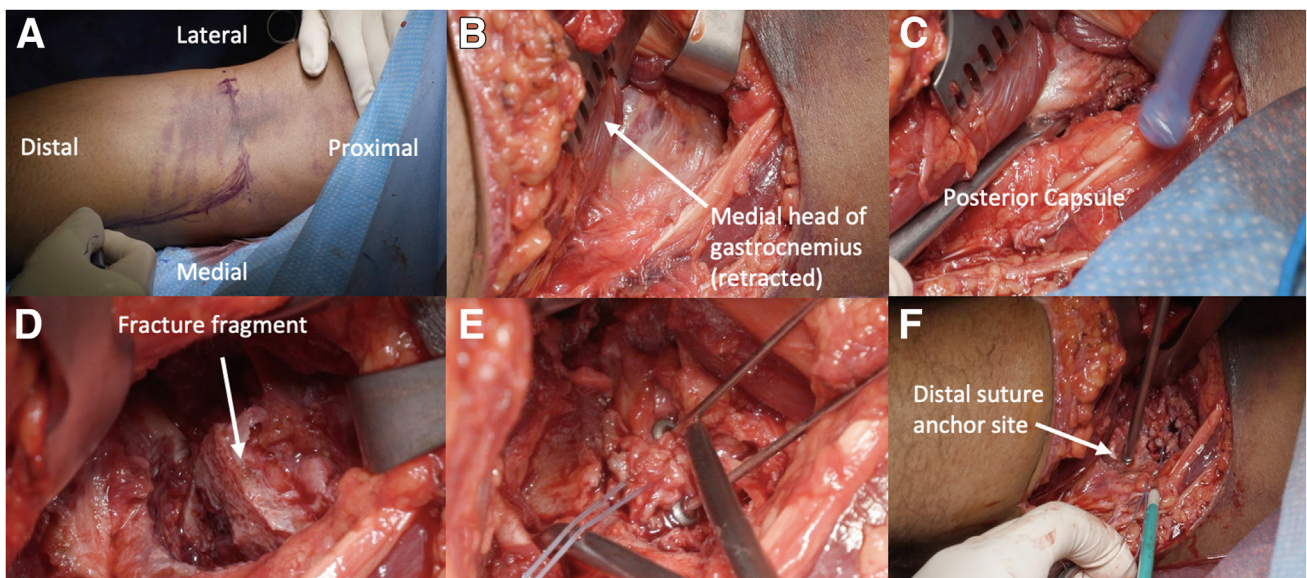 A
Lateral
Distal
Proximal
Medial
B
Medial head of
gastrocnemius
(retracted)
C
Posterior Capsule
D
Fracture fragment
E
F
Distal suture
anchor site